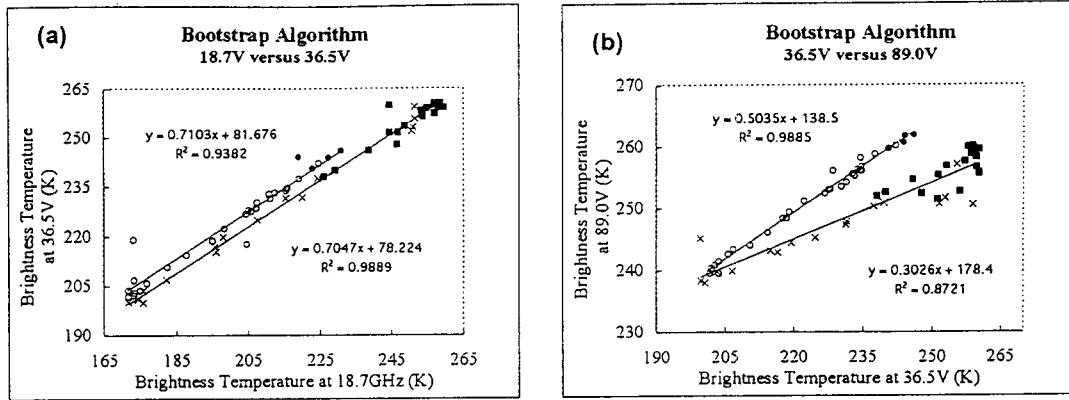 (a)
Bootstrap Algorithm
18.7V versus 36.5V
265
250
235
220
205
190
Brightness Temperature
at 36.5V (K)
y = 0.7103x + 81.676
R² = 0.9382
y = 0.7047x + 78.224
R² = 0.9889
165 185 205 225 245 265
Brightness Temperature at 18.7GHz (K)
(b)
Bootstrap Algorithm
36.5V versus 89.0V
270
260
250
240
230
Brightness Temperature
at 89.0V (K)
y = 0.5035x + 138.5
R² = 0.9885
y = 0.3026x + 178.4
R² = 0.8721
190 205 220 235 250 265
Brightness Temperature at 36.5V (K)